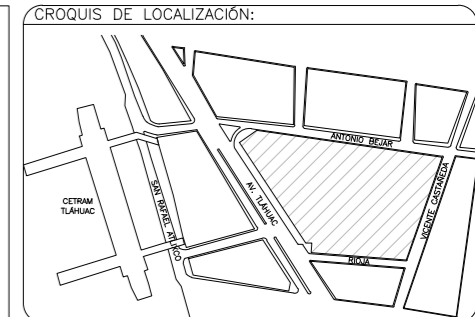 CROQUIS DE LOCALIZACIÓN:
ANTONIO BEJAR
CETRAM
TLÁHUAC
SAN RAFAEL ATLIXCO
AV. TLÁHUAC
VICENTE CASTAÑEDA
RIOJA